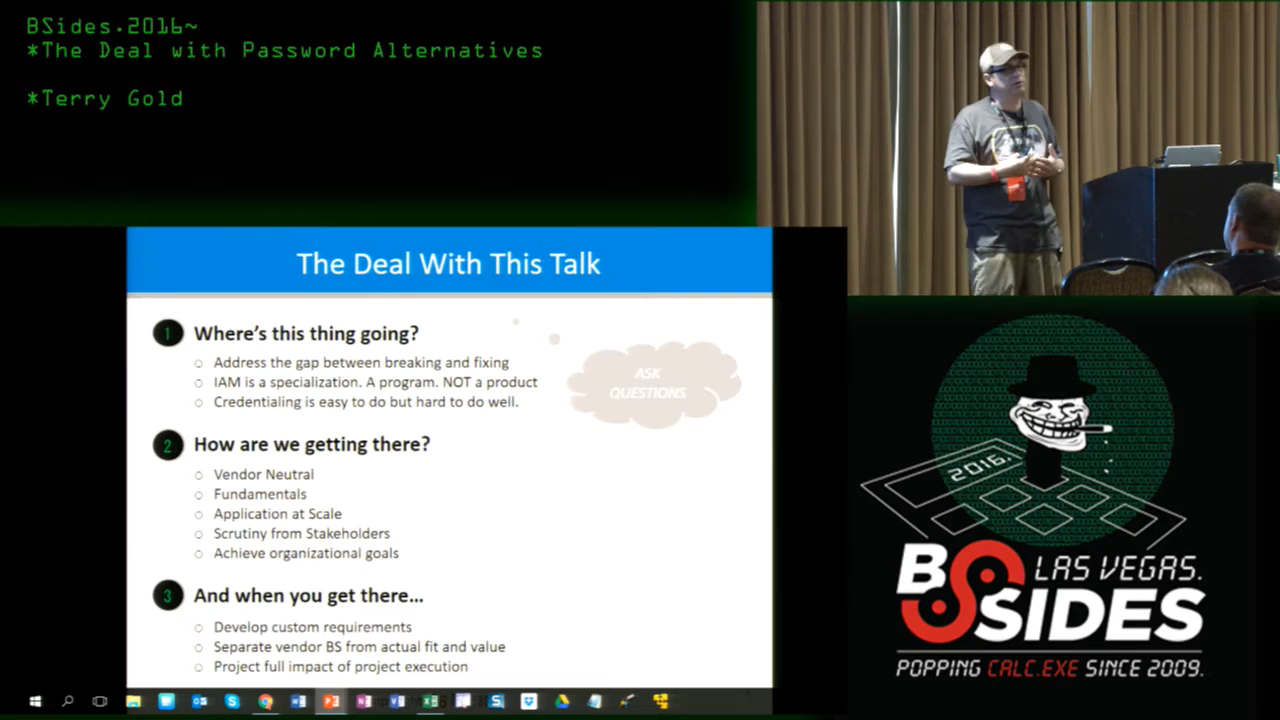 BSides.2016~
*The Deal with Password Alternatives
*Terry Gold
The Deal With This Talk
1 Where's this thing going?
Address the gap between breaking and fixing
IAM is a specialization. A program. NOT a product
Credentialing is easy to do but hard to do well.
ASK
QUESTIONS
2 How are we getting there?
Vendor Neutral
Fundamentals
Application at Scale
Scrutiny from Stakeholders
Achieve organizational goals
3 And when you get there...
Develop custom requirements
Separate vendor BS from actual fit and value
Project full impact of project execution
2016.
BSIDES
LAS VEGAS.
POPPING CALC.EXE SINCE 2009.